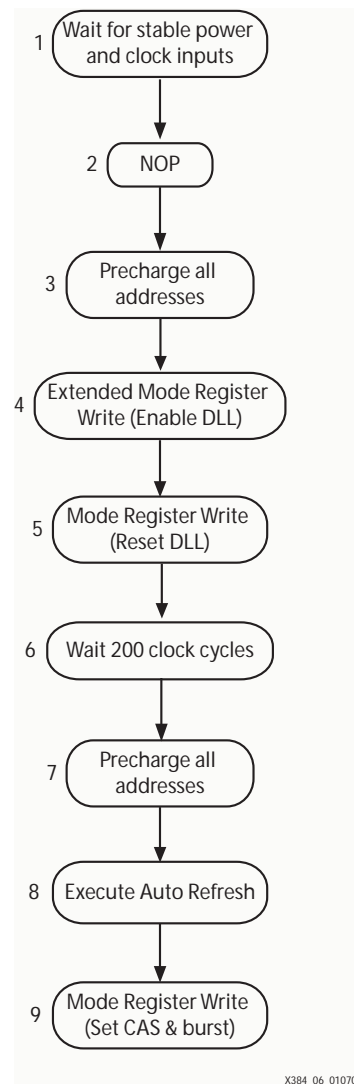 1
Wait for stable power
and clock inputs
2
NOP
3
Precharge all
addresses
4
Extended Mode Register
Write (Enable DLL)
5
Mode Register Write
(Reset DLL)
6
Wait 200 clock cycles
7
Precharge all
addresses
8
Execute Auto Refresh
9
Mode Register Write
(Set CAS & burst)
X384_06_01070